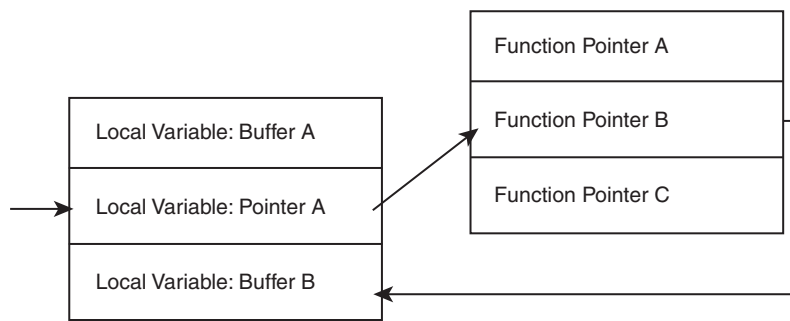 Function Pointer A
Function Pointer B
Function Pointer C
Local Variable: Buffer A
Local Variable: Pointer A
Local Variable: Buffer B